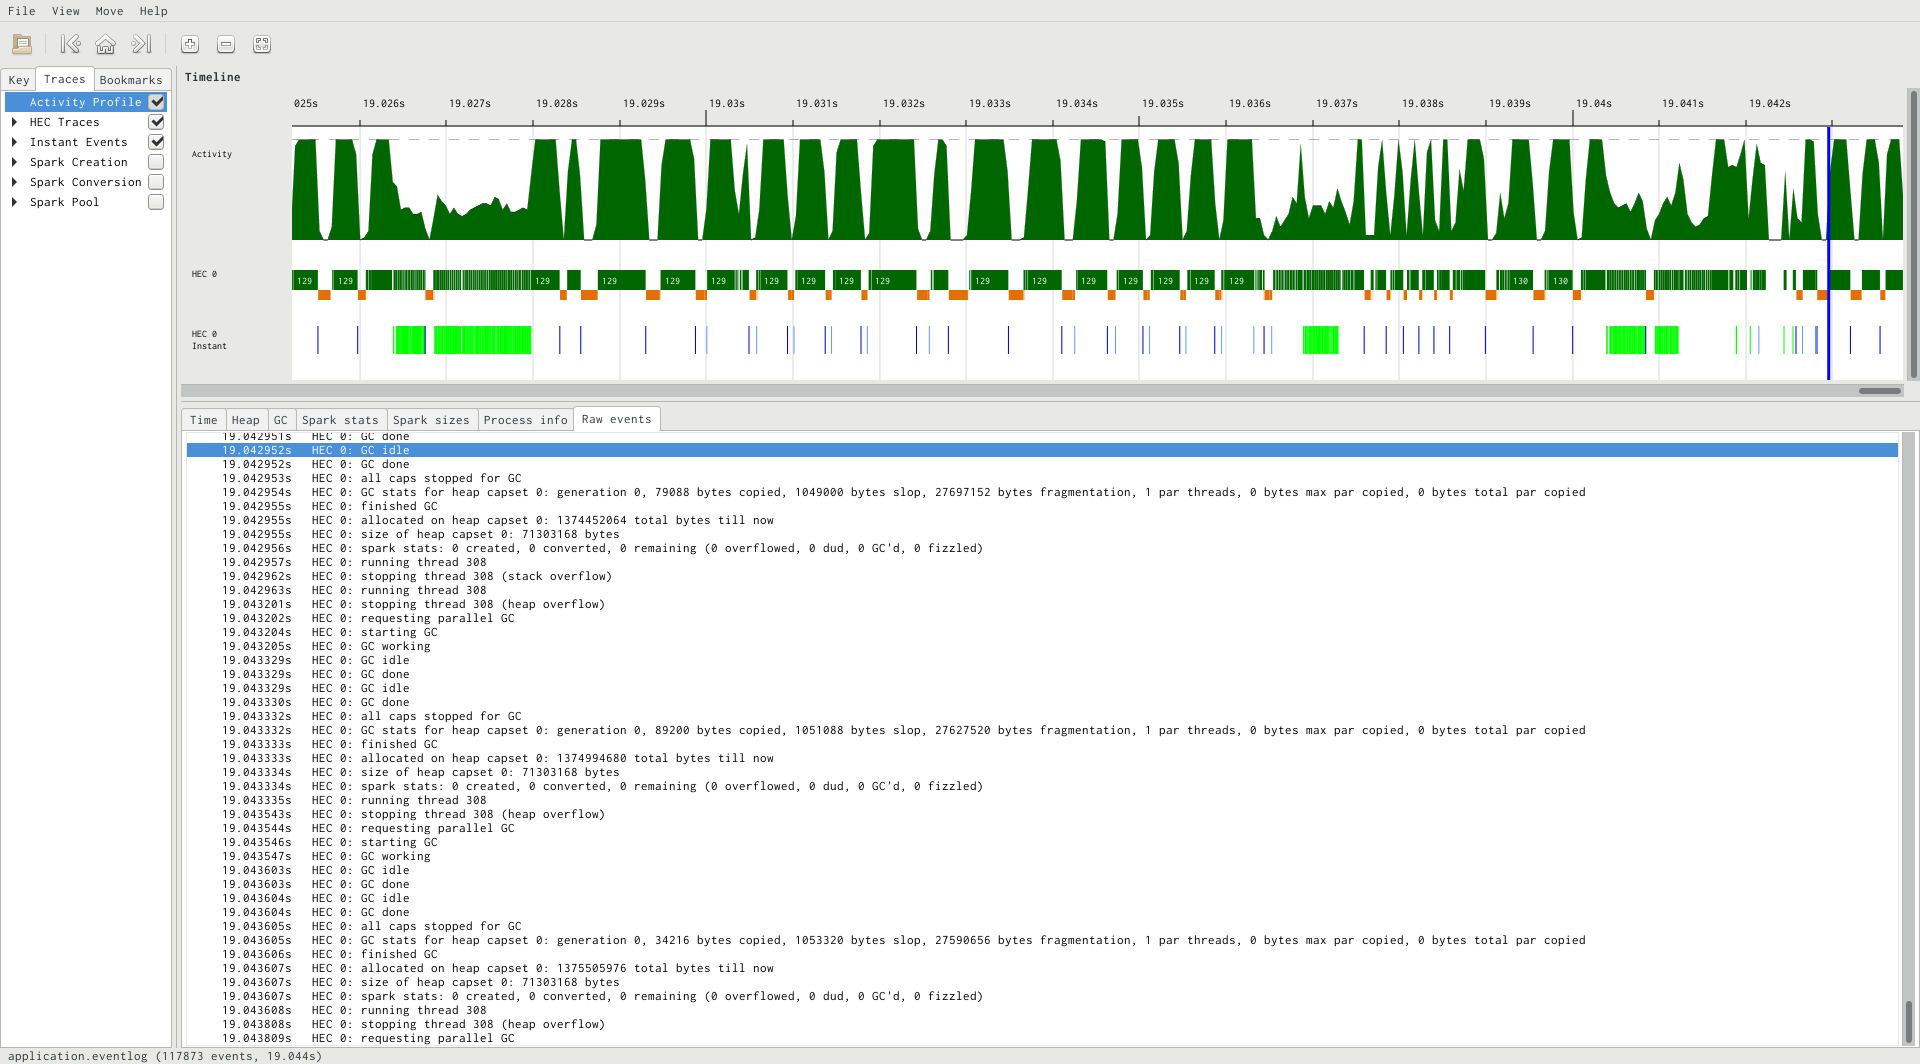 File View Move Help
Key Traces Bookmarks
Activity Profile
HEC Traces
Instant Events
Spark Creation
Spark Conversion
Spark Pool
Timeline
025s 19.026s 19.027s 19.028s 19.029s 19.03s 19.031s 19.032s 19.033s 19.034s 19.035s 19.036s 19.037s 19.038s 19.039s 19.04s 19.041s 19.042s
Activity
HEC 0
129 129 129 129 129 129 129 129 129 129 129 129 129 129 129 129 129 130 130
HEC 0
Instant
Time Heap GC Spark stats Spark sizes Process info Raw events
19.042951s HEC 0: GC done
19.042952s HEC 0: GC idle
19.042952s HEC 0: GC done
19.042953s HEC 0: all caps stopped for GC
19.042954s HEC 0: GC stats for heap capset 0: generation 0, 79088 bytes copied, 1049000 bytes slop, 27697152 bytes fragmentation, 1 par threads, 0 bytes max par copied, 0 bytes total par copied
19.042955s HEC 0: finished GC
19.042955s HEC 0: allocated on heap capset 0: 1374452064 total bytes till now
19.042955s HEC 0: size of heap capset 0: 71303168 bytes
19.042956s HEC 0: spark stats: 0 created, 0 converted, 0 remaining (0 overflowed, 0 dud, 0 GC'd, 0 fizzled)
19.042957s HEC 0: running thread 308
19.042962s HEC 0: stopping thread 308 (stack overflow)
19.042963s HEC 0: running thread 308
19.043201s HEC 0: stopping thread 308 (heap overflow)
19.043202s HEC 0: requesting parallel GC
19.043204s HEC 0: starting GC
19.043205s HEC 0: GC working
19.043329s HEC 0: GC idle
19.043329s HEC 0: GC done
19.043329s HEC 0: GC idle
19.043330s HEC 0: GC done
19.043332s HEC 0: all caps stopped for GC
19.043332s HEC 0: GC stats for heap capset 0: generation 0, 89200 bytes copied, 1051088 bytes slop, 27627520 bytes fragmentation, 1 par threads, 0 bytes max par copied, 0 bytes total par copied
19.043333s HEC 0: finished GC
19.043333s HEC 0: allocated on heap capset 0: 1374994680 total bytes till now
19.043334s HEC 0: size of heap capset 0: 71303168 bytes
19.043334s HEC 0: spark stats: 0 created, 0 converted, 0 remaining (0 overflowed, 0 dud, 0 GC'd, 0 fizzled)
19.043335s HEC 0: running thread 308
19.043543s HEC 0: stopping thread 308 (heap overflow)
19.043544s HEC 0: requesting parallel GC
19.043546s HEC 0: starting GC
19.043547s HEC 0: GC working
19.043603s HEC 0: GC idle
19.043603s HEC 0: GC done
19.043604s HEC 0: GC idle
19.043604s HEC 0: GC done
19.043605s HEC 0: all caps stopped for GC
19.043605s HEC 0: GC stats for heap capset 0: generation 0, 34216 bytes copied, 1053320 bytes slop, 27590656 bytes fragmentation, 1 par threads, 0 bytes max par copied, 0 bytes total par copied
19.043606s HEC 0: finished GC
19.043607s HEC 0: allocated on heap capset 0: 1375505976 total bytes till now
19.043607s HEC 0: size of heap capset 0: 71303168 bytes
19.043607s HEC 0: spark stats: 0 created, 0 converted, 0 remaining (0 overflowed, 0 dud, 0 GC'd, 0 fizzled)
19.043608s HEC 0: running thread 308
19.043808s HEC 0: stopping thread 308 (heap overflow)
19.043809s HEC 0: requesting parallel GC
application.eventlog (117873 events, 19.044s)